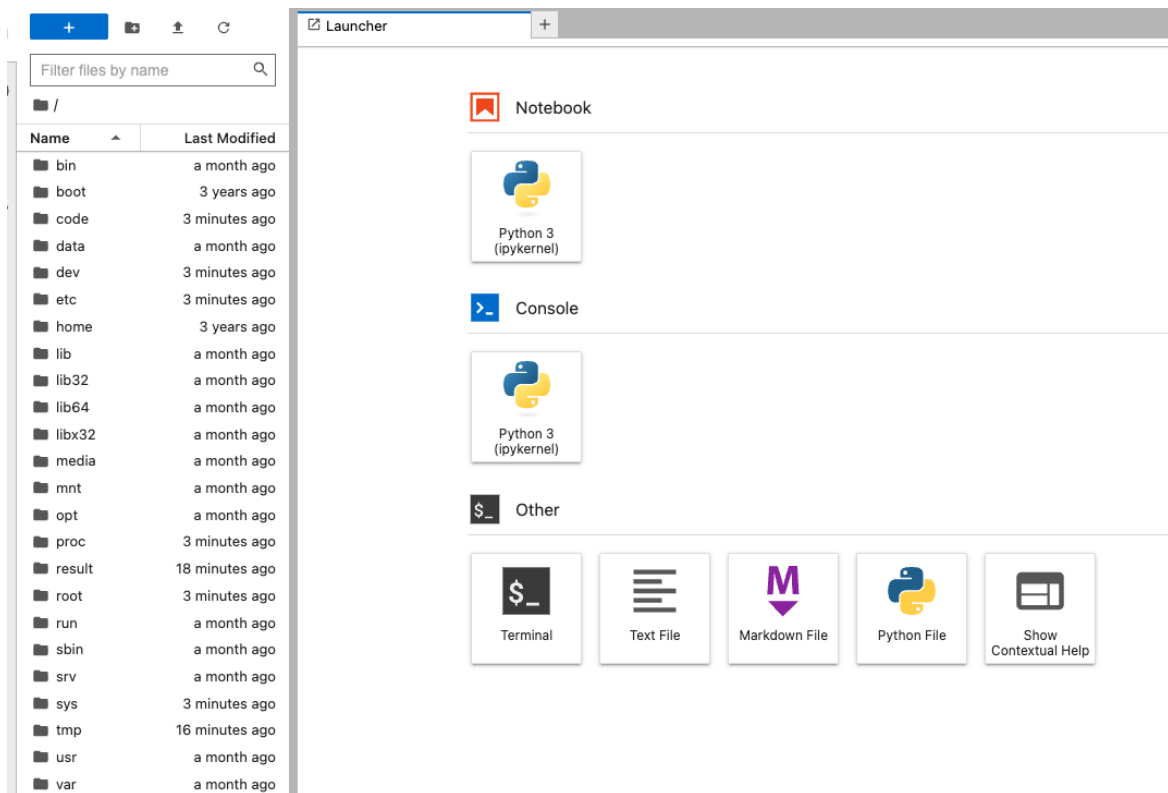 +
Filter files by name
/
Name Last Modified
bin a month ago
boot 3 years ago
code 3 minutes ago
data a month ago
dev 3 minutes ago
etc 3 minutes ago
home 3 years ago
lib a month ago
lib32 a month ago
lib64 a month ago
libx32 a month ago
media a month ago
mnt a month ago
opt a month ago
proc 3 minutes ago
result 18 minutes ago
root 3 minutes ago
run a month ago
sbin a month ago
srv a month ago
sys 3 minutes ago
tmp 16 minutes ago
usr a month ago
var a month ago
Launcher +
Notebook
Python 3
(ipykernel)
Console
Python 3
(ipykernel)
$_ Other
$_
Terminal
Text File
M
Markdown File
Python File
Show
Contextual Help